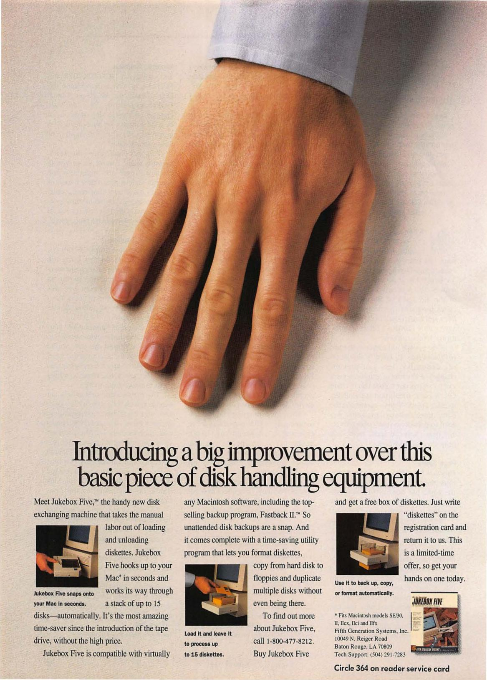 Introducing a big improvement over this
basic piece of disk handling equipment.
Meet Jukebox Five,™ the handy new disk
exchanging machine that takes the manual
labor out of loading
and unloading
diskettes. Jukebox
Five hooks up to your
Mac* in seconds and
works its way through
a stack of up to 15
disks—automatically. It's the most amazing
time-saver since the introduction of the tape
drive, without the high price.
Jukebox Five is compatible with virtually
Jukebox Five snaps onto
your Mac in seconds.
any Macintosh software, including the top-
selling backup program, Fastback II.™ So
unattended disk backups are a snap. And
it comes complete with a time-saving utility
program that lets you format diskettes,
copy from hard disk to
floppies and duplicate
multiple disks without
even being there.
To find out more
about Jukebox Five,
call 1-800-477-8212.
Buy Jukebox Five
Load it and leave it
to process up
to 15 diskettes.
and get a free box of diskettes. Just write
"diskettes" on the
registration card and
return it to us. This
is a limited-time
offer, so get your
hands on one today.
Use it to back up, copy,
or format automatically.
* Fits Macintosh models SE/30,
II, IIcx, IIci and IIfx
Fifth Generation Systems, Inc.
10049 N. Reiger Road
Baton Rouge, LA 70809
Tech Support: (504) 291-7283
JUKEBOX FIVE
Circle 364 on reader service card